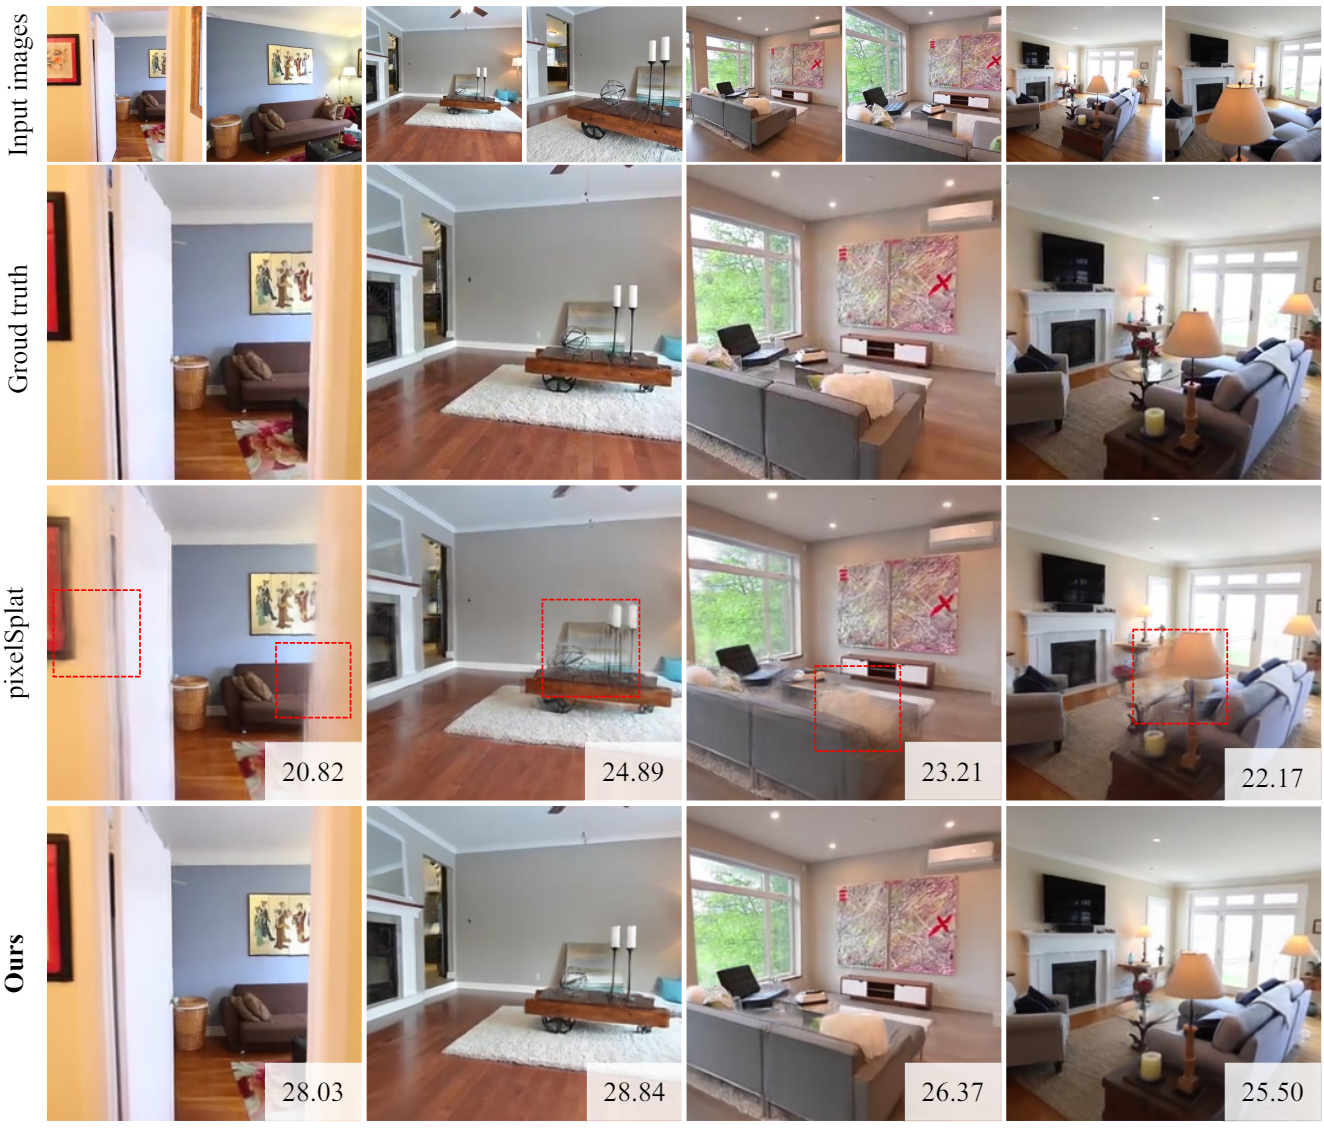 Input images
Groud truth
pixelSplat
20.82
24.89
23.21
22.17
Ours
28.03
28.84
26.37
25.50